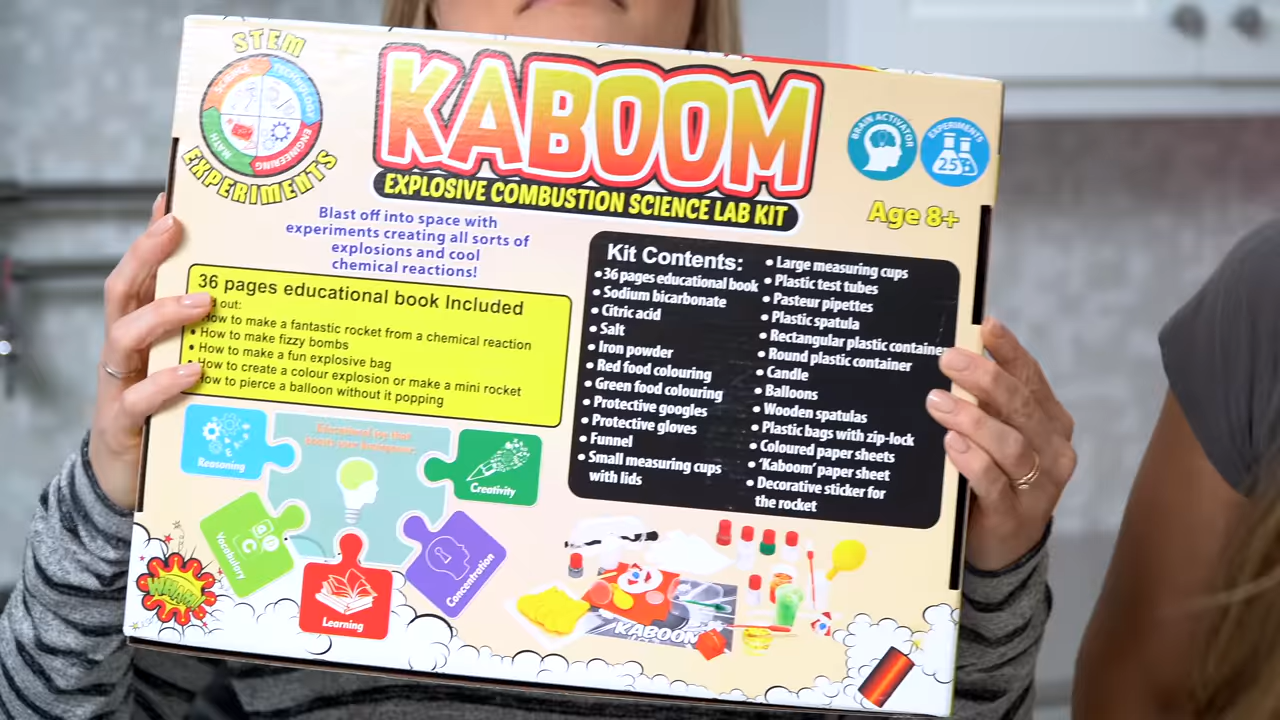 STEM
SCIENCE
TECHNOLOGY
ENGINEERING
MATH
EXPERIMENTS
KABOOM
EXPLOSIVE COMBUSTION SCIENCE LAB KIT
BRAIN ACTIVATOR
EXPERIMENTS
25+
Age 8+
Blast off into space with
experiments creating all sorts of
explosions and cool
chemical reactions!
36 pages educational book Included
out:
How to make a fantastic rocket from a chemical reaction
• How to make fizzy bombs
• How to make a fun explosive bag
How to create a colour explosion or make a mini rocket
How to pierce a balloon without it popping
Kit Contents:
• 36 pages educational book
• Sodium bicarbonate
• Citric acid
• Salt
• Iron powder
• Red food colouring
• Green food colouring
• Protective googles
• Protective gloves
• Funnel
• Small measuring cups
with lids
• Large measuring cups
• Plastic test tubes
• Pasteur pipettes
• Plastic spatula
• Rectangular plastic container
• Round plastic container
• Candle
• Balloons
• Wooden spatulas
• Plastic bags with zip-lock
• Coloured paper sheets
• 'Kaboom' paper sheet
• Decorative sticker for
the rocket
Educational toy that
Reasoning
Creativity
Vocabulary
Concentration
Learning
WHAM!
KABOOM